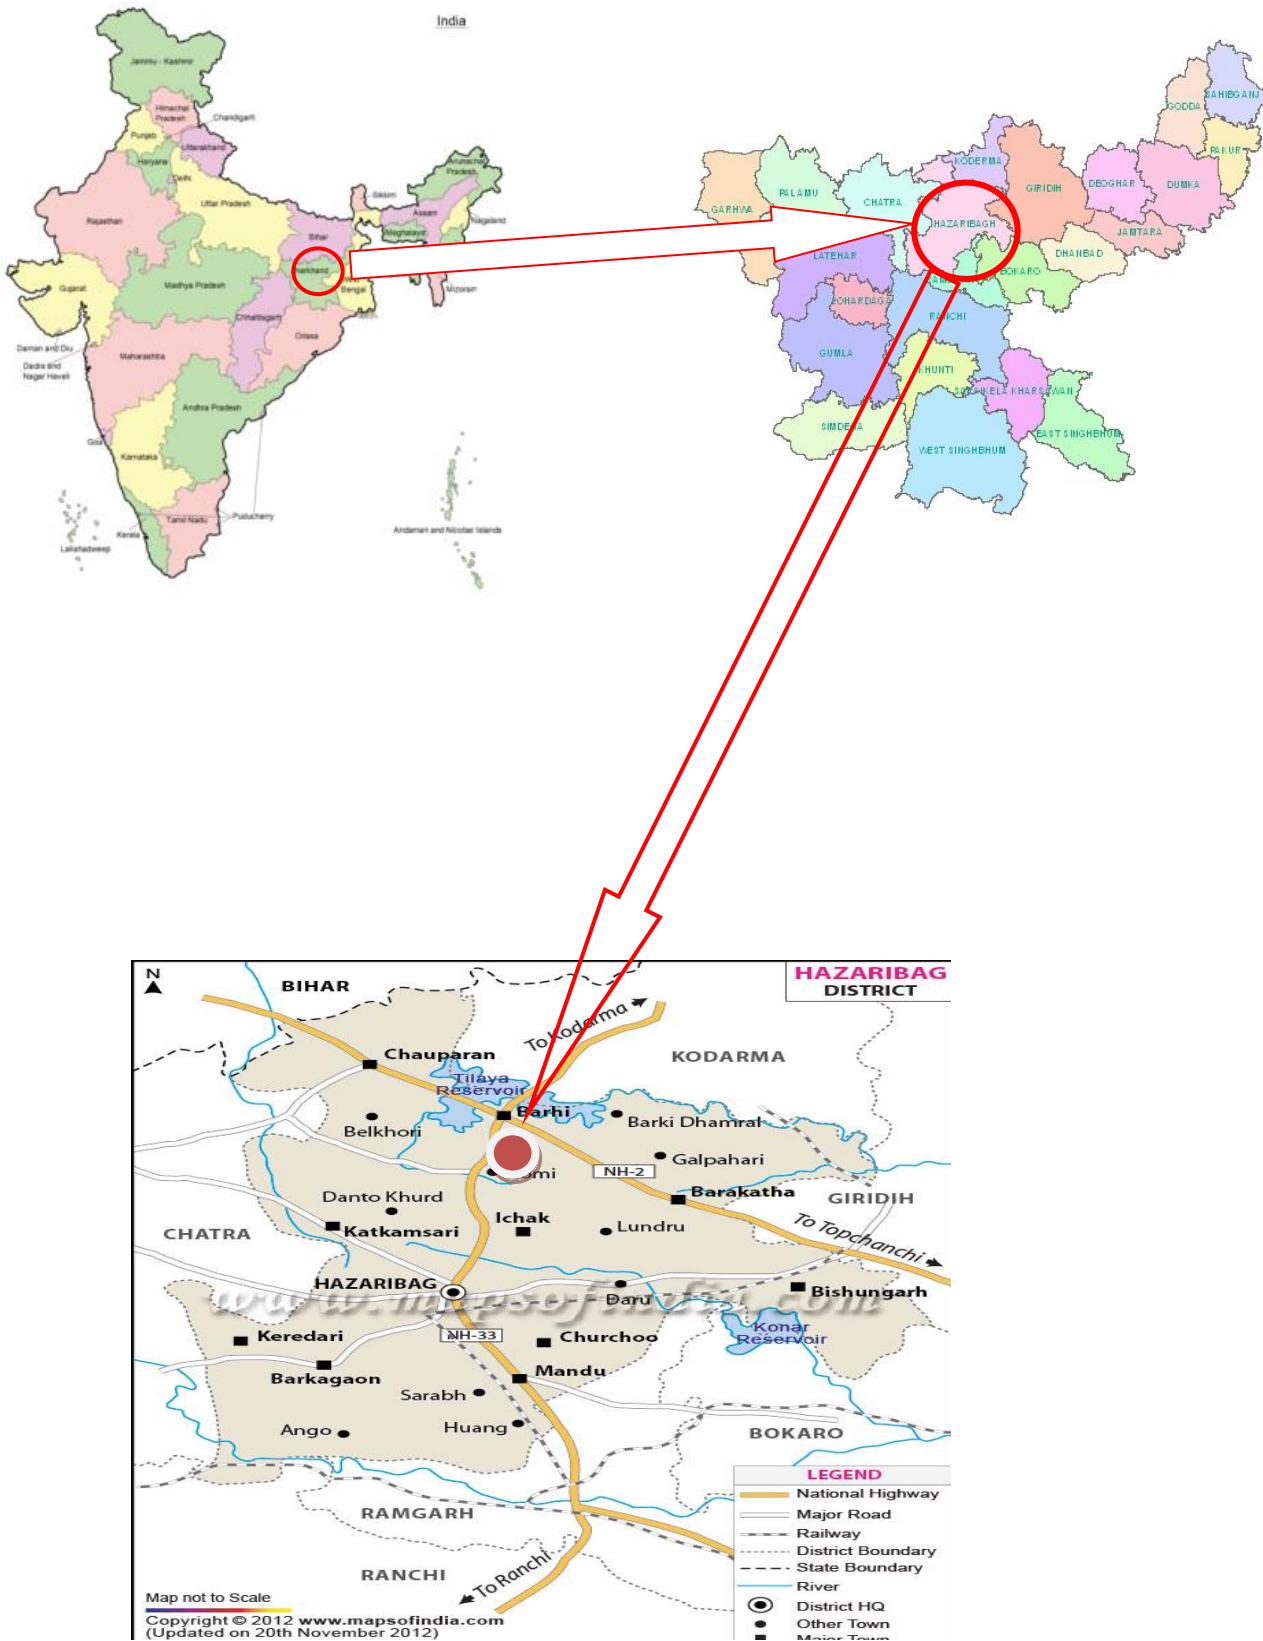 India
Jammu - Kashmir
Himachal
Pradesh
Chandigarh
Punjab
Uttarakhand
Haryana
Delhi
Arunachal
Pradesh
Sikkim
Uttar Pradesh
Assam
Rajasthan
Nagaland
Bihar
Meghalaya
Gujarat
Madhya Pradesh
Bengal
Mizoram
Chhattisgarh
Orissa
Daman and Diu
Maharashtra
Dadra and
Nagar Haveli
Andhra Pradesh
Goa
Karnataka
Tamil Nadu
Puducherry
Kerala
Lakshadweep
Andaman and Nicobar Islands
SAHIBGANJ
GODDA
PAKUR
KODERMA
GIRIDIH
DEOGHAR
DUMKA
PALAMU
CHATRA
GARHWA
HAZARIBAGH
JAMTARA
DHANBAD
LATEHAR
BOKARO
LOHARDAGA
RANCHI
GUMLA
KHUNTI
SARAIKELA KHARSAWAN
SIMDEGA
EAST SINGHBHUM
WEST SINGHBHUM
N
BIHAR
HAZARIBAG
DISTRICT
To Kodarma
KODARMA
Chauparan
Tilaya
Reservoir
Barhi
Barki Dhamral
Belkhori
Galpahari
NH-2
Barakatha
GIRIDIH
Danto Khurd
Ichak
Lundru
To Topchanchi
CHATRA
Katkamsari
HAZARIBAG
Daru
Bishungarh
www.mapsofindia.com
Konar
Reservoir
Keredari
NH-33
Churchoo
Barkagaon
Mandu
Sarabh
Ango
Huang
BOKARO
LEGEND
National Highway
RAMGARH
Major Road
Railway
District Boundary
State Boundary
RANCHI
To Ranchi
River
Map not to Scale
District HQ
Copyright © 2012 www.mapsofindia.com
Other Town
(Updated on 20th November 2012)
Major Town